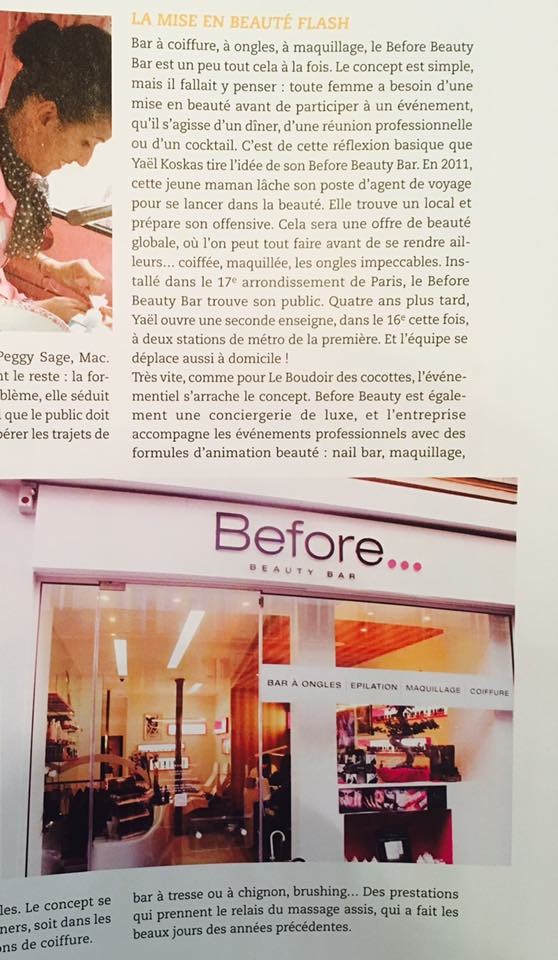 Peggy Sage, Mac.
nt le reste : la for-
blème, elle séduit
que le public doit
pérer les trajets de
les. Le concept se
ners, soit dans les
ons de coiffure.
LA MISE EN BEAUTÉ FLASH
Bar à coiffure, à ongles, à maquillage, le Before Beauty
Bar est un peu tout cela à la fois. Le concept est simple,
mais il fallait y penser : toute femme a besoin d'une
mise en beauté avant de participer à un événement,
qu'il s'agisse d'un dîner, d'une réunion professionnelle
ou d'un cocktail. C'est de cette réflexion basique que
Yaël Koskas tire l'idée de son Before Beauty Bar. En 2011,
cette jeune maman lâche son poste d'agent de voyage
pour se lancer dans la beauté. Elle trouve un local et
prépare son offensive. Cela sera une offre de beauté
globale, où l'on peut tout faire avant de se rendre ail-
leurs... coiffée, maquillée, les ongles impeccables. Ins-
tallé dans le 17e arrondissement de Paris, le Before
Beauty Bar trouve son public. Quatre ans plus tard,
Yaël ouvre une seconde enseigne, dans le 16e cette fois,
à deux stations de métro de la première. Et l'équipe se
déplace aussi à domicile !
Très vite, comme pour Le Boudoir des cocottes, l'événe-
mentiel s'arrache le concept. Before Beauty est égale-
ment une conciergerie de luxe, et l'entreprise
accompagne les événements professionnels avec des
formules d'animation beauté : nail bar, maquillage,
Before...
BEAUTY BAR
BAR À ONGLES | EPILATION | MAQUILLAGE | COIFFURE
bar à tresse ou à chignon, brushing... Des prestations
qui prennent le relais du massage assis, qui a fait les
beaux jours des années précédentes.